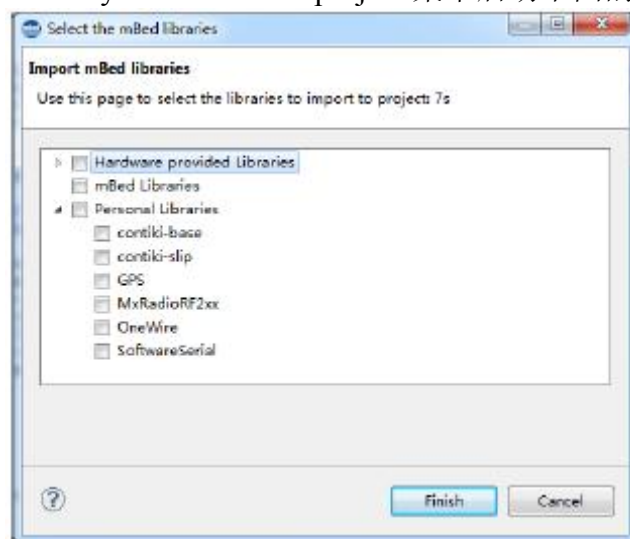 Select the mBed libraries
Import mBed libraries
Use this page to select the libraries to import to project: 7s
Hardware provided Libraries
mBed Libraries
Personal Libraries
contiki-base
contiki-slip
GPS
MxRadioRF2xx
OneWire
SoftwareSerial
Finish
Cancel